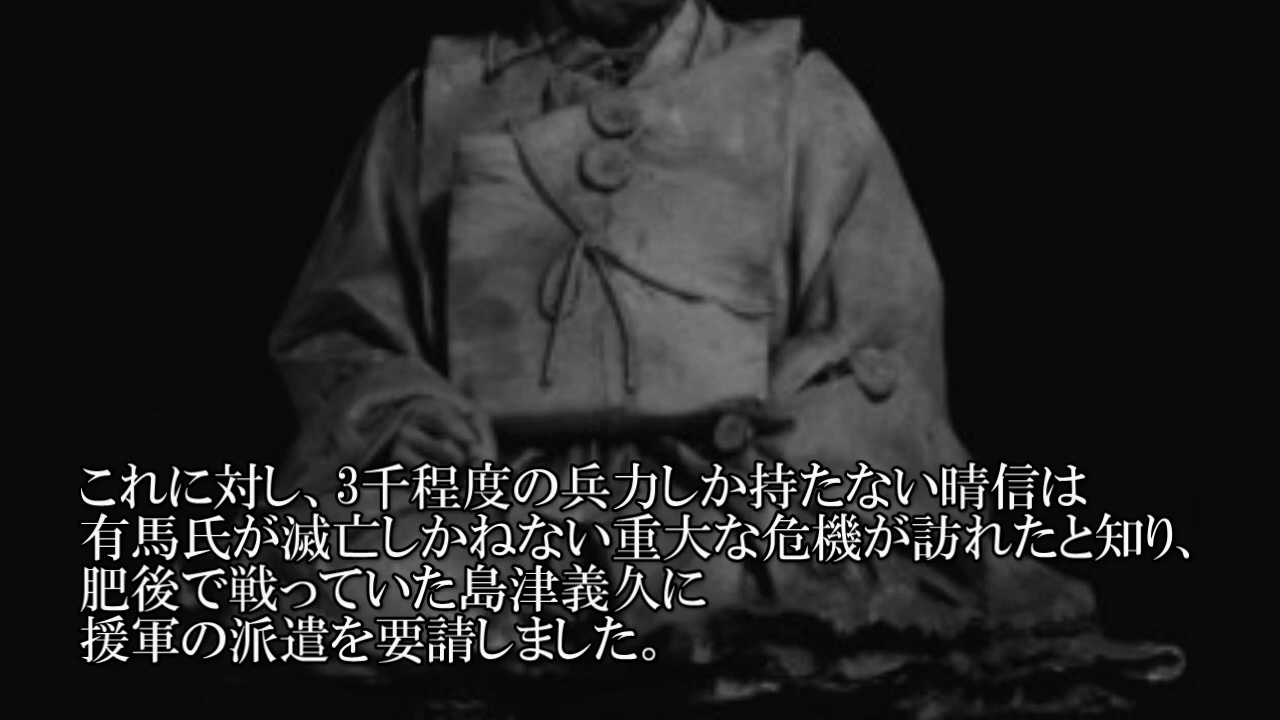 これに対し、3千程度の兵力しか持たない晴信は
有馬氏が滅亡しかねない重大な危機が訪れたと知り、
肥後で戦っていた島津義久に
援軍の派遣を要請しました。